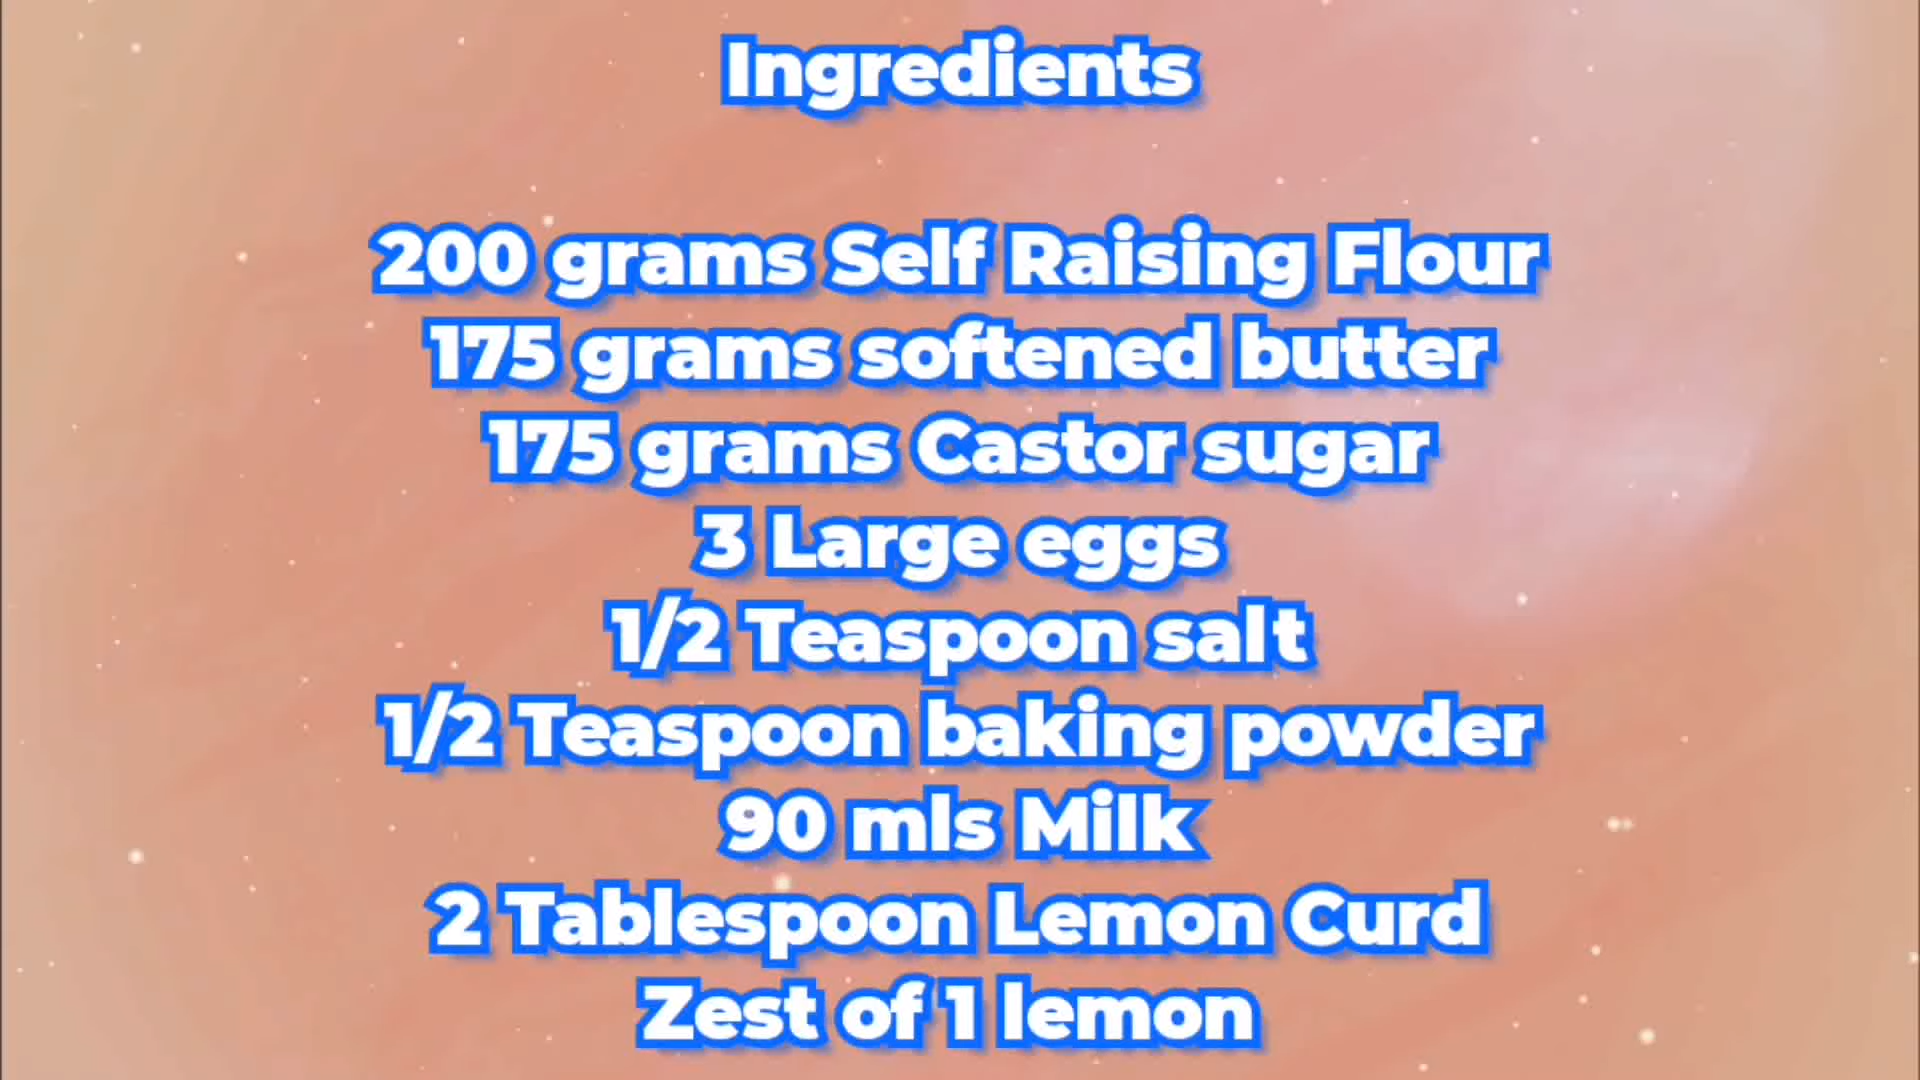 Ingredients
200 grams Self Raising Flour
175 grams softened butter
175 grams Castor sugar
3 Large eggs
1/2 Teaspoon salt
1/2 Teaspoon baking powder
90 mls Milk
2 Tablespoon Lemon Curd
Zest of 1 lemon